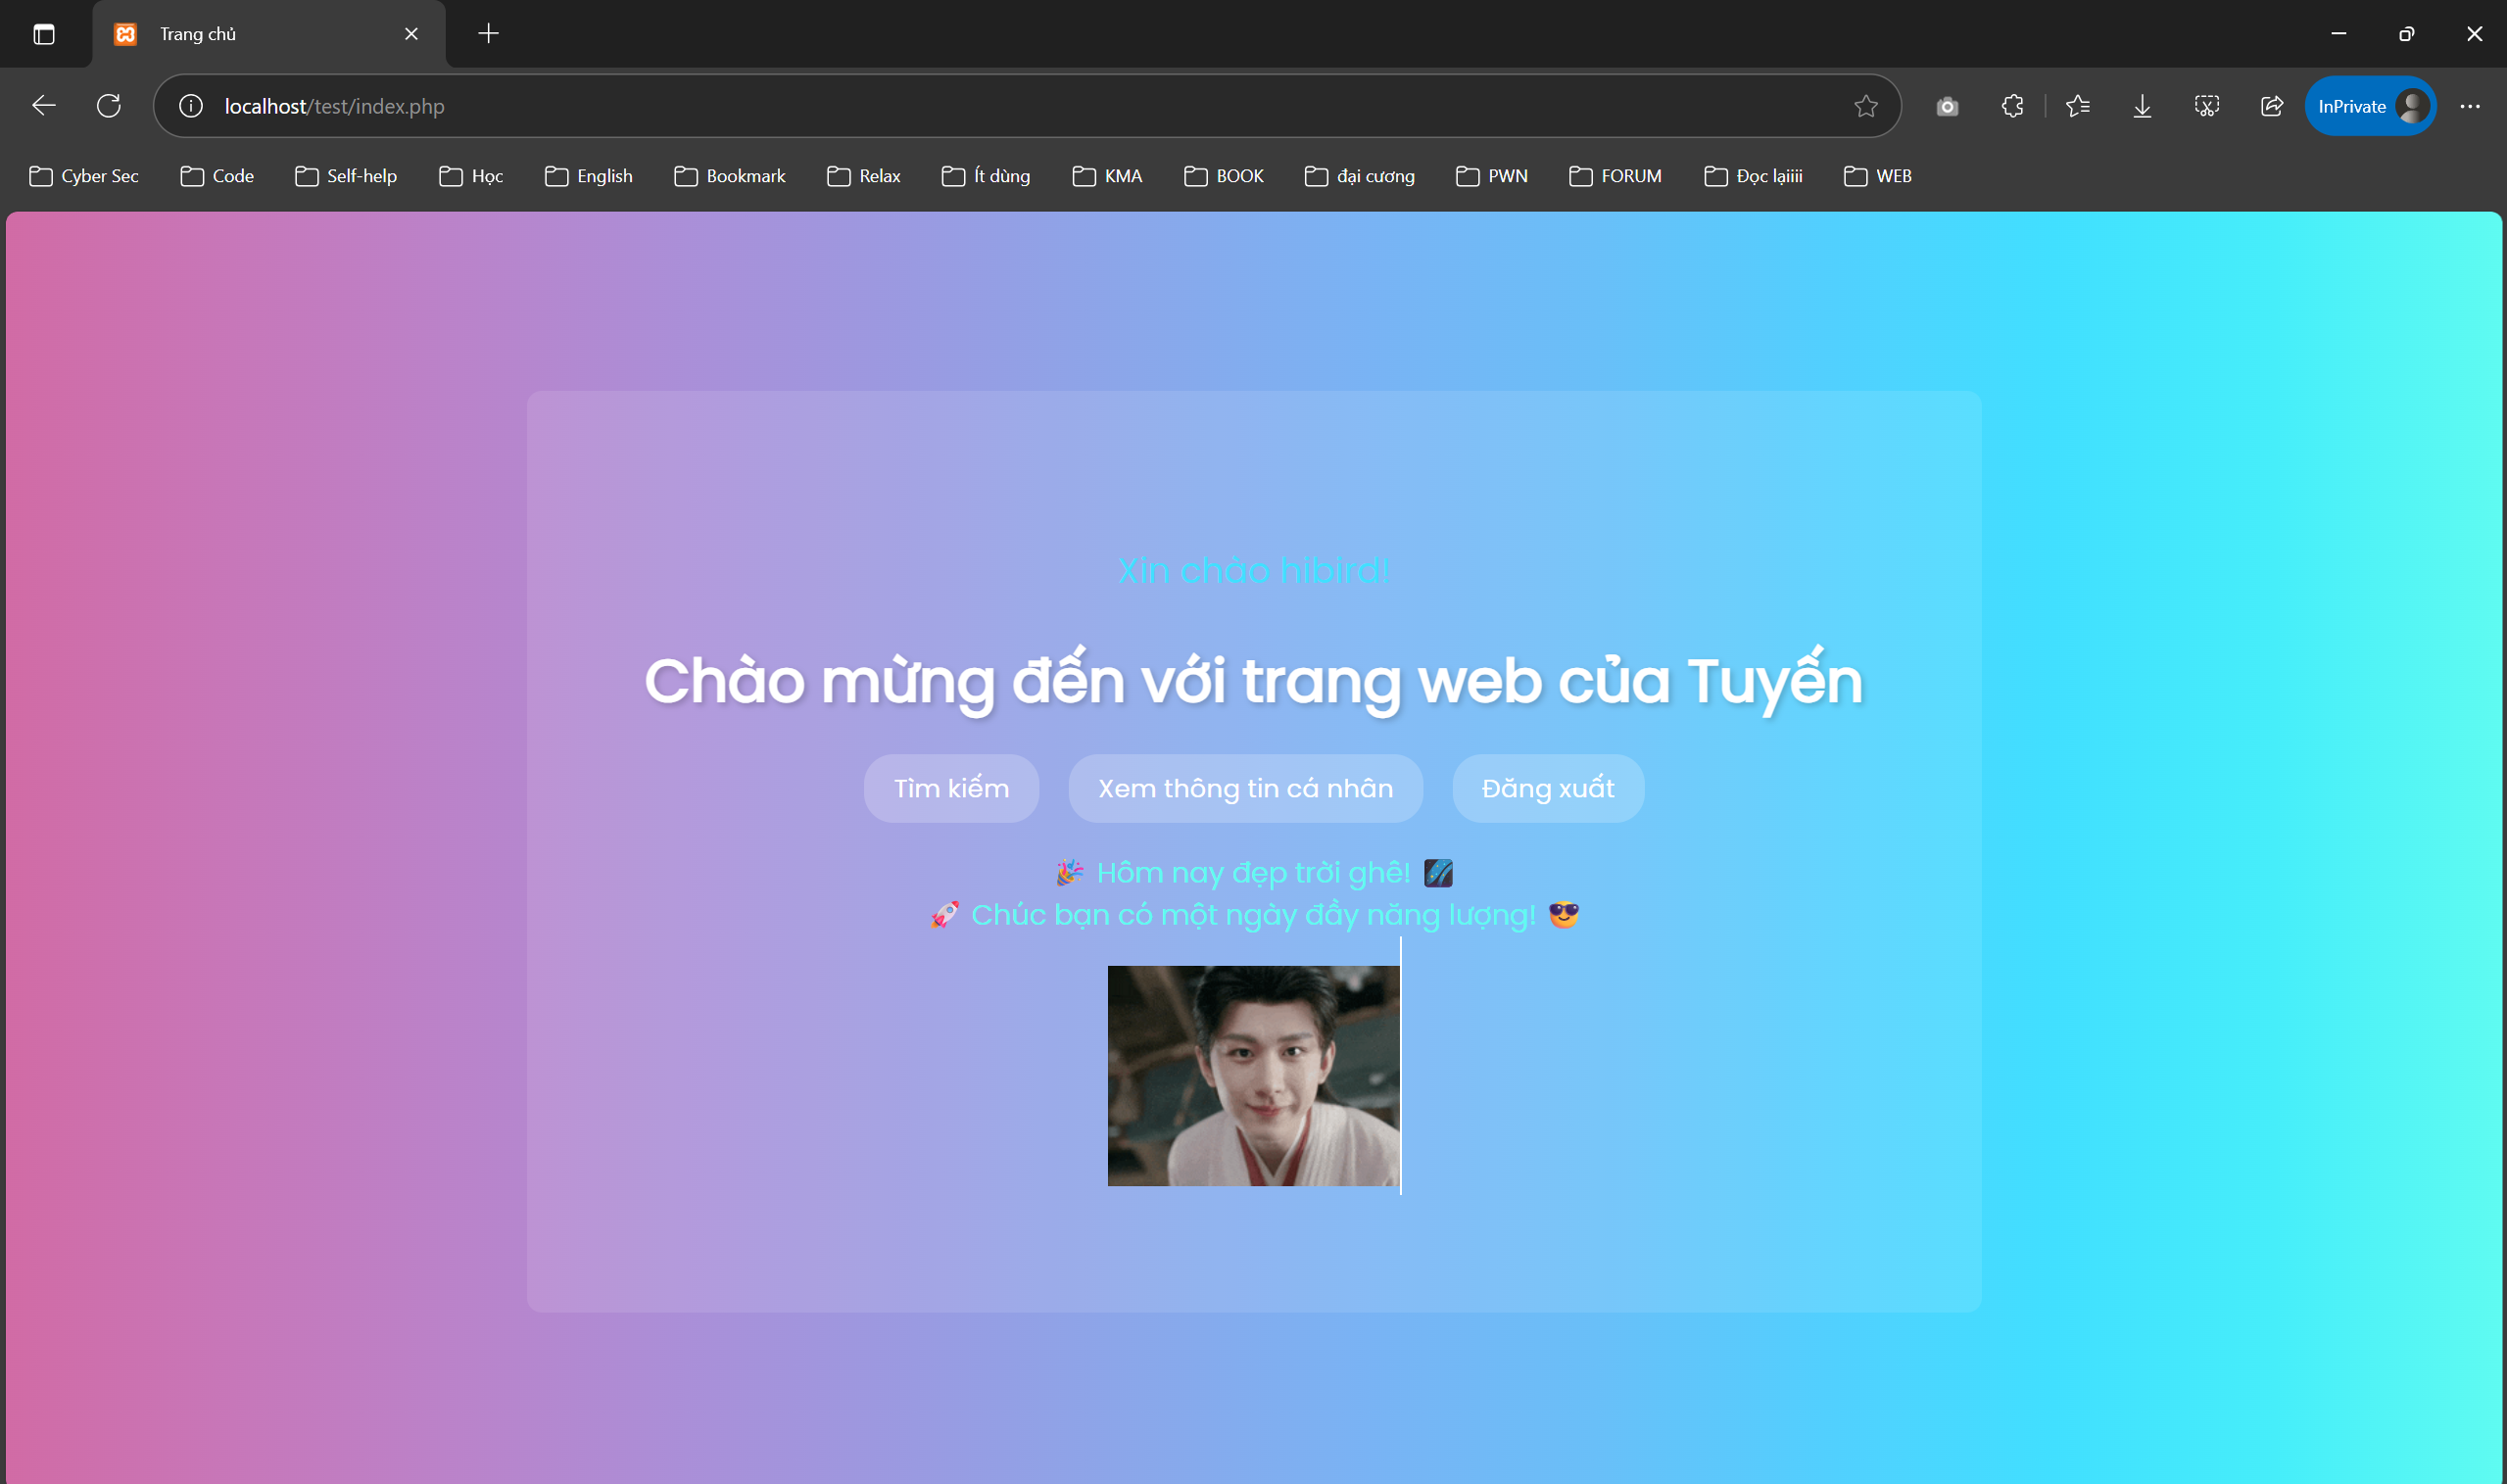 Trang chủ
localhost/test/index.php
InPrivate
Cyber Sec Code Self-help Học English Bookmark Relax Ít dùng KMA BOOK đại cương PWN FORUM Đọc lạiiii WEB
Xin chào hibird!
Chào mừng đến với trang web của Tuyến
Tìm kiếm Xem thông tin cá nhân Đăng xuất
🎉 Hôm nay đẹp trời ghê! 🌌
🚀 Chúc bạn có một ngày đầy năng lượng! 😎